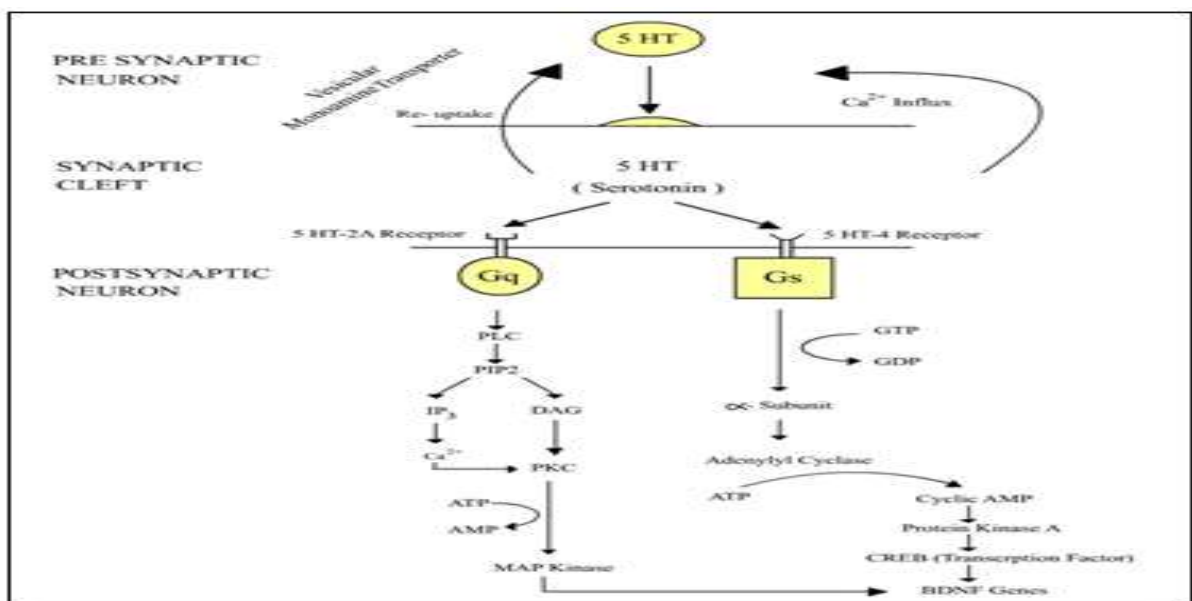 5 HT
PRE SYNAPTIC
NEURON
Vesicular
Monoamine Transporter
Re- uptake
Ca2+ Influx
SYNAPTIC
CLEFT
5 HT
( Serotonin )
5 HT-2A Receptor
5 HT-4 Receptor
POSTSYNAPTIC
NEURON
Gq
Gs
PLC
GTP
GDP
PIP2
IP3
DAG
∝- Subunit
Ca2+
PKC
Adenylyl Cyclase
ATP
ATP
Cyclic AMP
AMP
Protein Kinase A
CREB (Transcrption Factor)
MAP Kinase
BDNF Genes